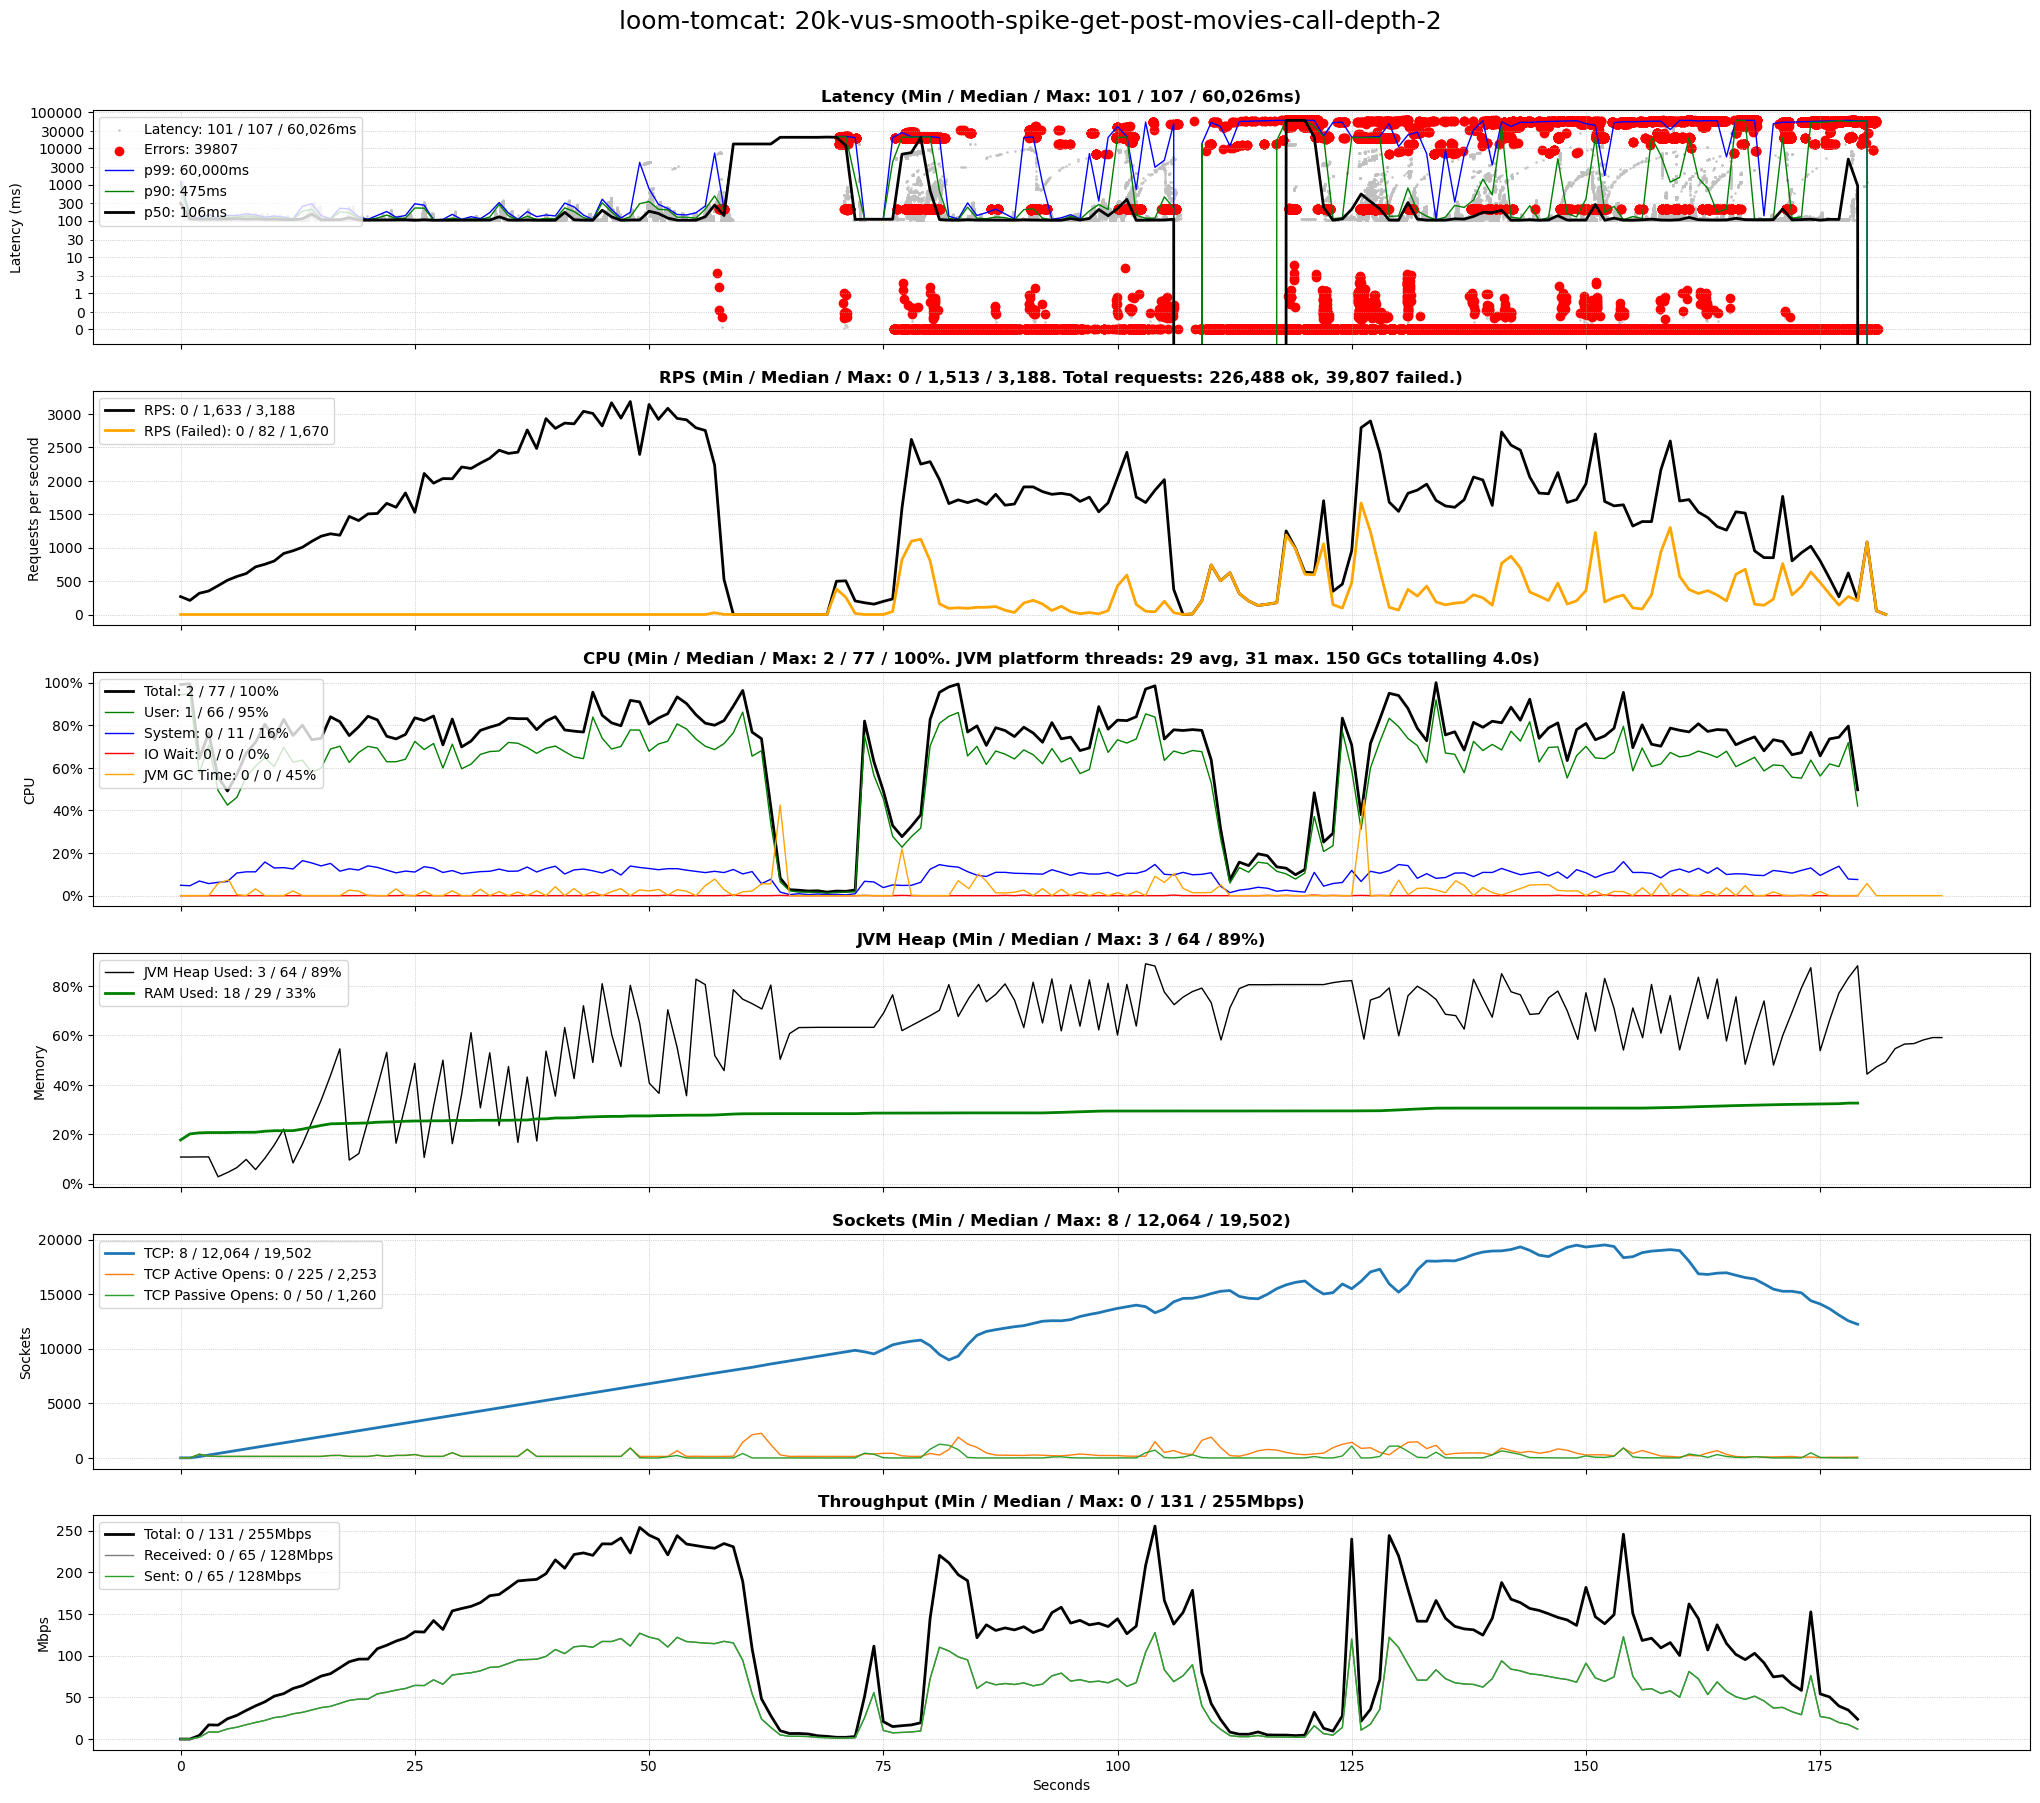 loom-tomcat: 20k-vus-smooth-spike-get-post-movies-call-depth-2
Latency (Min / Median / Max: 101 / 107 / 60,026ms)
Latency (ms)
100000
30000
10000
3000
1000
300
100
30
10
3
1
0
0
Latency: 101 / 107 / 60,026ms
Errors: 39807
p99: 60,000ms
p90: 475ms
p50: 106ms
RPS (Min / Median / Max: 0 / 1,513 / 3,188. Total requests: 226,488 ok, 39,807 failed.)
Requests per second
3000
2500
2000
1500
1000
500
0
RPS: 0 / 1,633 / 3,188
RPS (Failed): 0 / 82 / 1,670
CPU (Min / Median / Max: 2 / 77 / 100%. JVM platform threads: 29 avg, 31 max. 150 GCs totalling 4.0s)
CPU
100%
80%
60%
40%
20%
0%
Total: 2 / 77 / 100%
User: 1 / 66 / 95%
System: 0 / 11 / 16%
IO Wait: 0 / 0 / 0%
JVM GC Time: 0 / 0 / 45%
JVM Heap (Min / Median / Max: 3 / 64 / 89%)
Memory
80%
60%
40%
20%
0%
JVM Heap Used: 3 / 64 / 89%
RAM Used: 18 / 29 / 33%
Sockets (Min / Median / Max: 8 / 12,064 / 19,502)
Sockets
20000
15000
10000
5000
0
TCP: 8 / 12,064 / 19,502
TCP Active Opens: 0 / 225 / 2,253
TCP Passive Opens: 0 / 50 / 1,260
Throughput (Min / Median / Max: 0 / 131 / 255Mbps)
Mbps
250
200
150
100
50
0
Total: 0 / 131 / 255Mbps
Received: 0 / 65 / 128Mbps
Sent: 0 / 65 / 128Mbps
0 25 50 75 100 125 150 175
Seconds